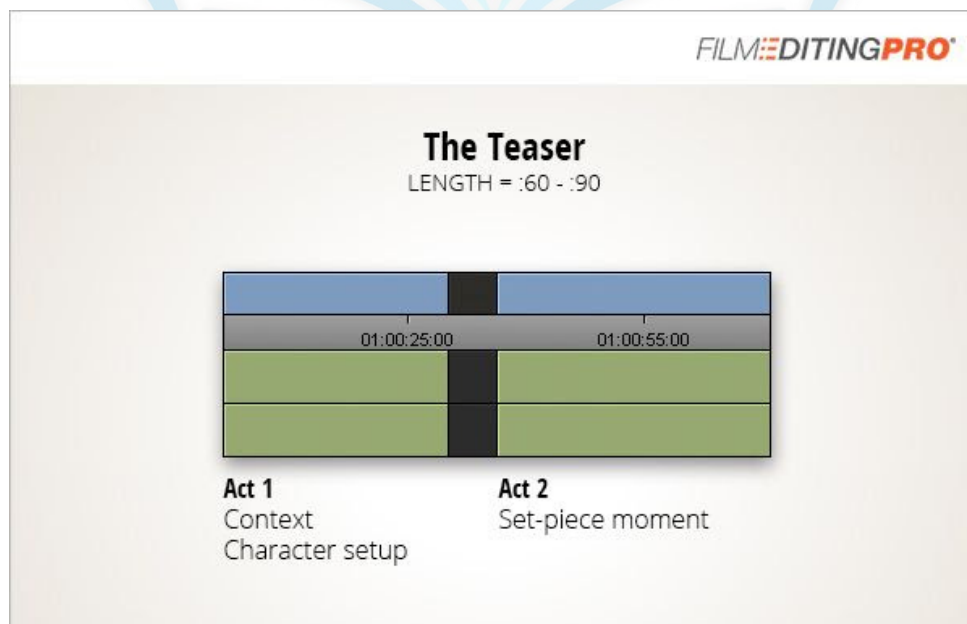 FILMEDITINGPRO
The Teaser
LENGTH = :60 - :90
01:00:25:00 01:00:55:00
Act 1 Act 2
Context Set-piece moment
Character setup